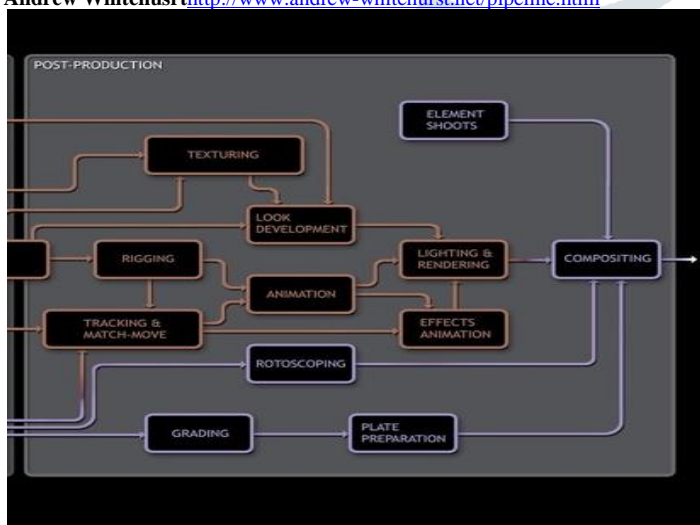 Andrew Whitehusrt http://www.andrew-whitehurst.net/pipeline.html
POST-PRODUCTION
ELEMENT
SHOOTS
TEXTURING
LOOK
DEVELOPMENT
RIGGING
LIGHTING &
RENDERING
COMPOSITING
ANIMATION
TRACKING &
MATCH-MOVE
EFFECTS
ANIMATION
ROTOSCOPING
GRADING
PLATE
PREPARATION